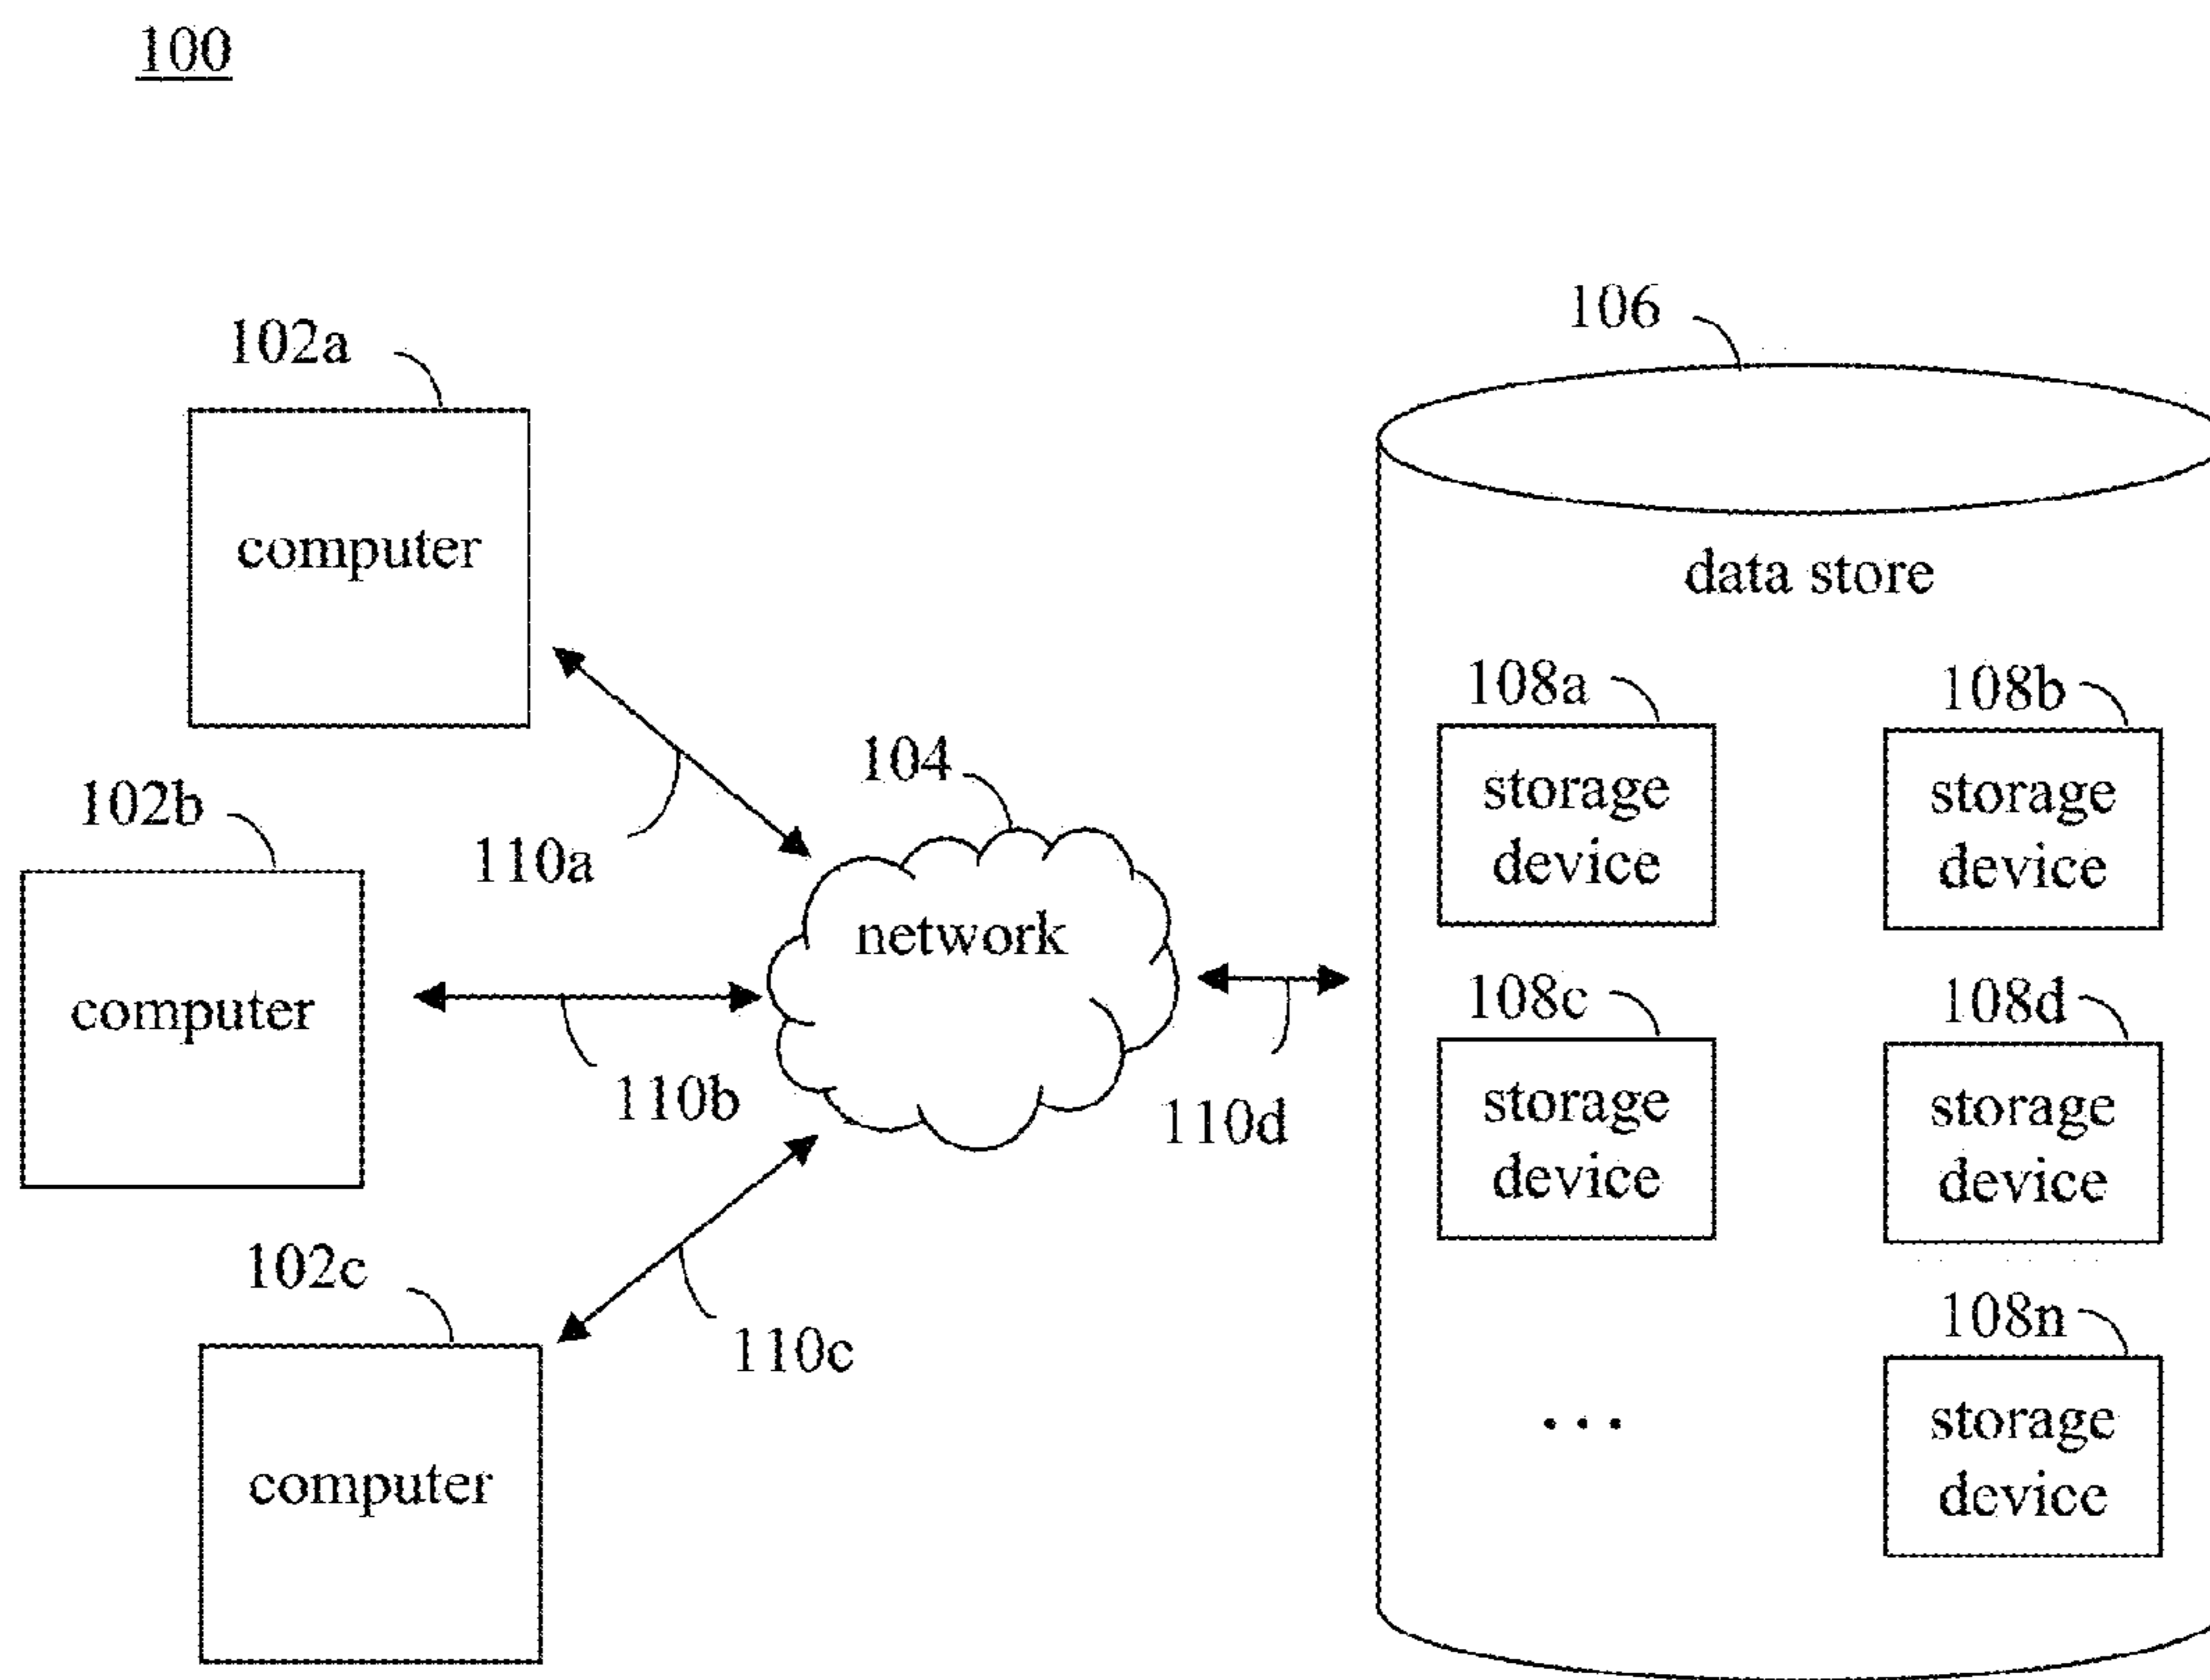 100
102a
computer
102b
computer
102c
computer
110a
110b
110c
104
network
110d
106
data store
108a
storage
device
108b
storage
device
108c
storage
device
108d
storage
device
...
108n
storage
device